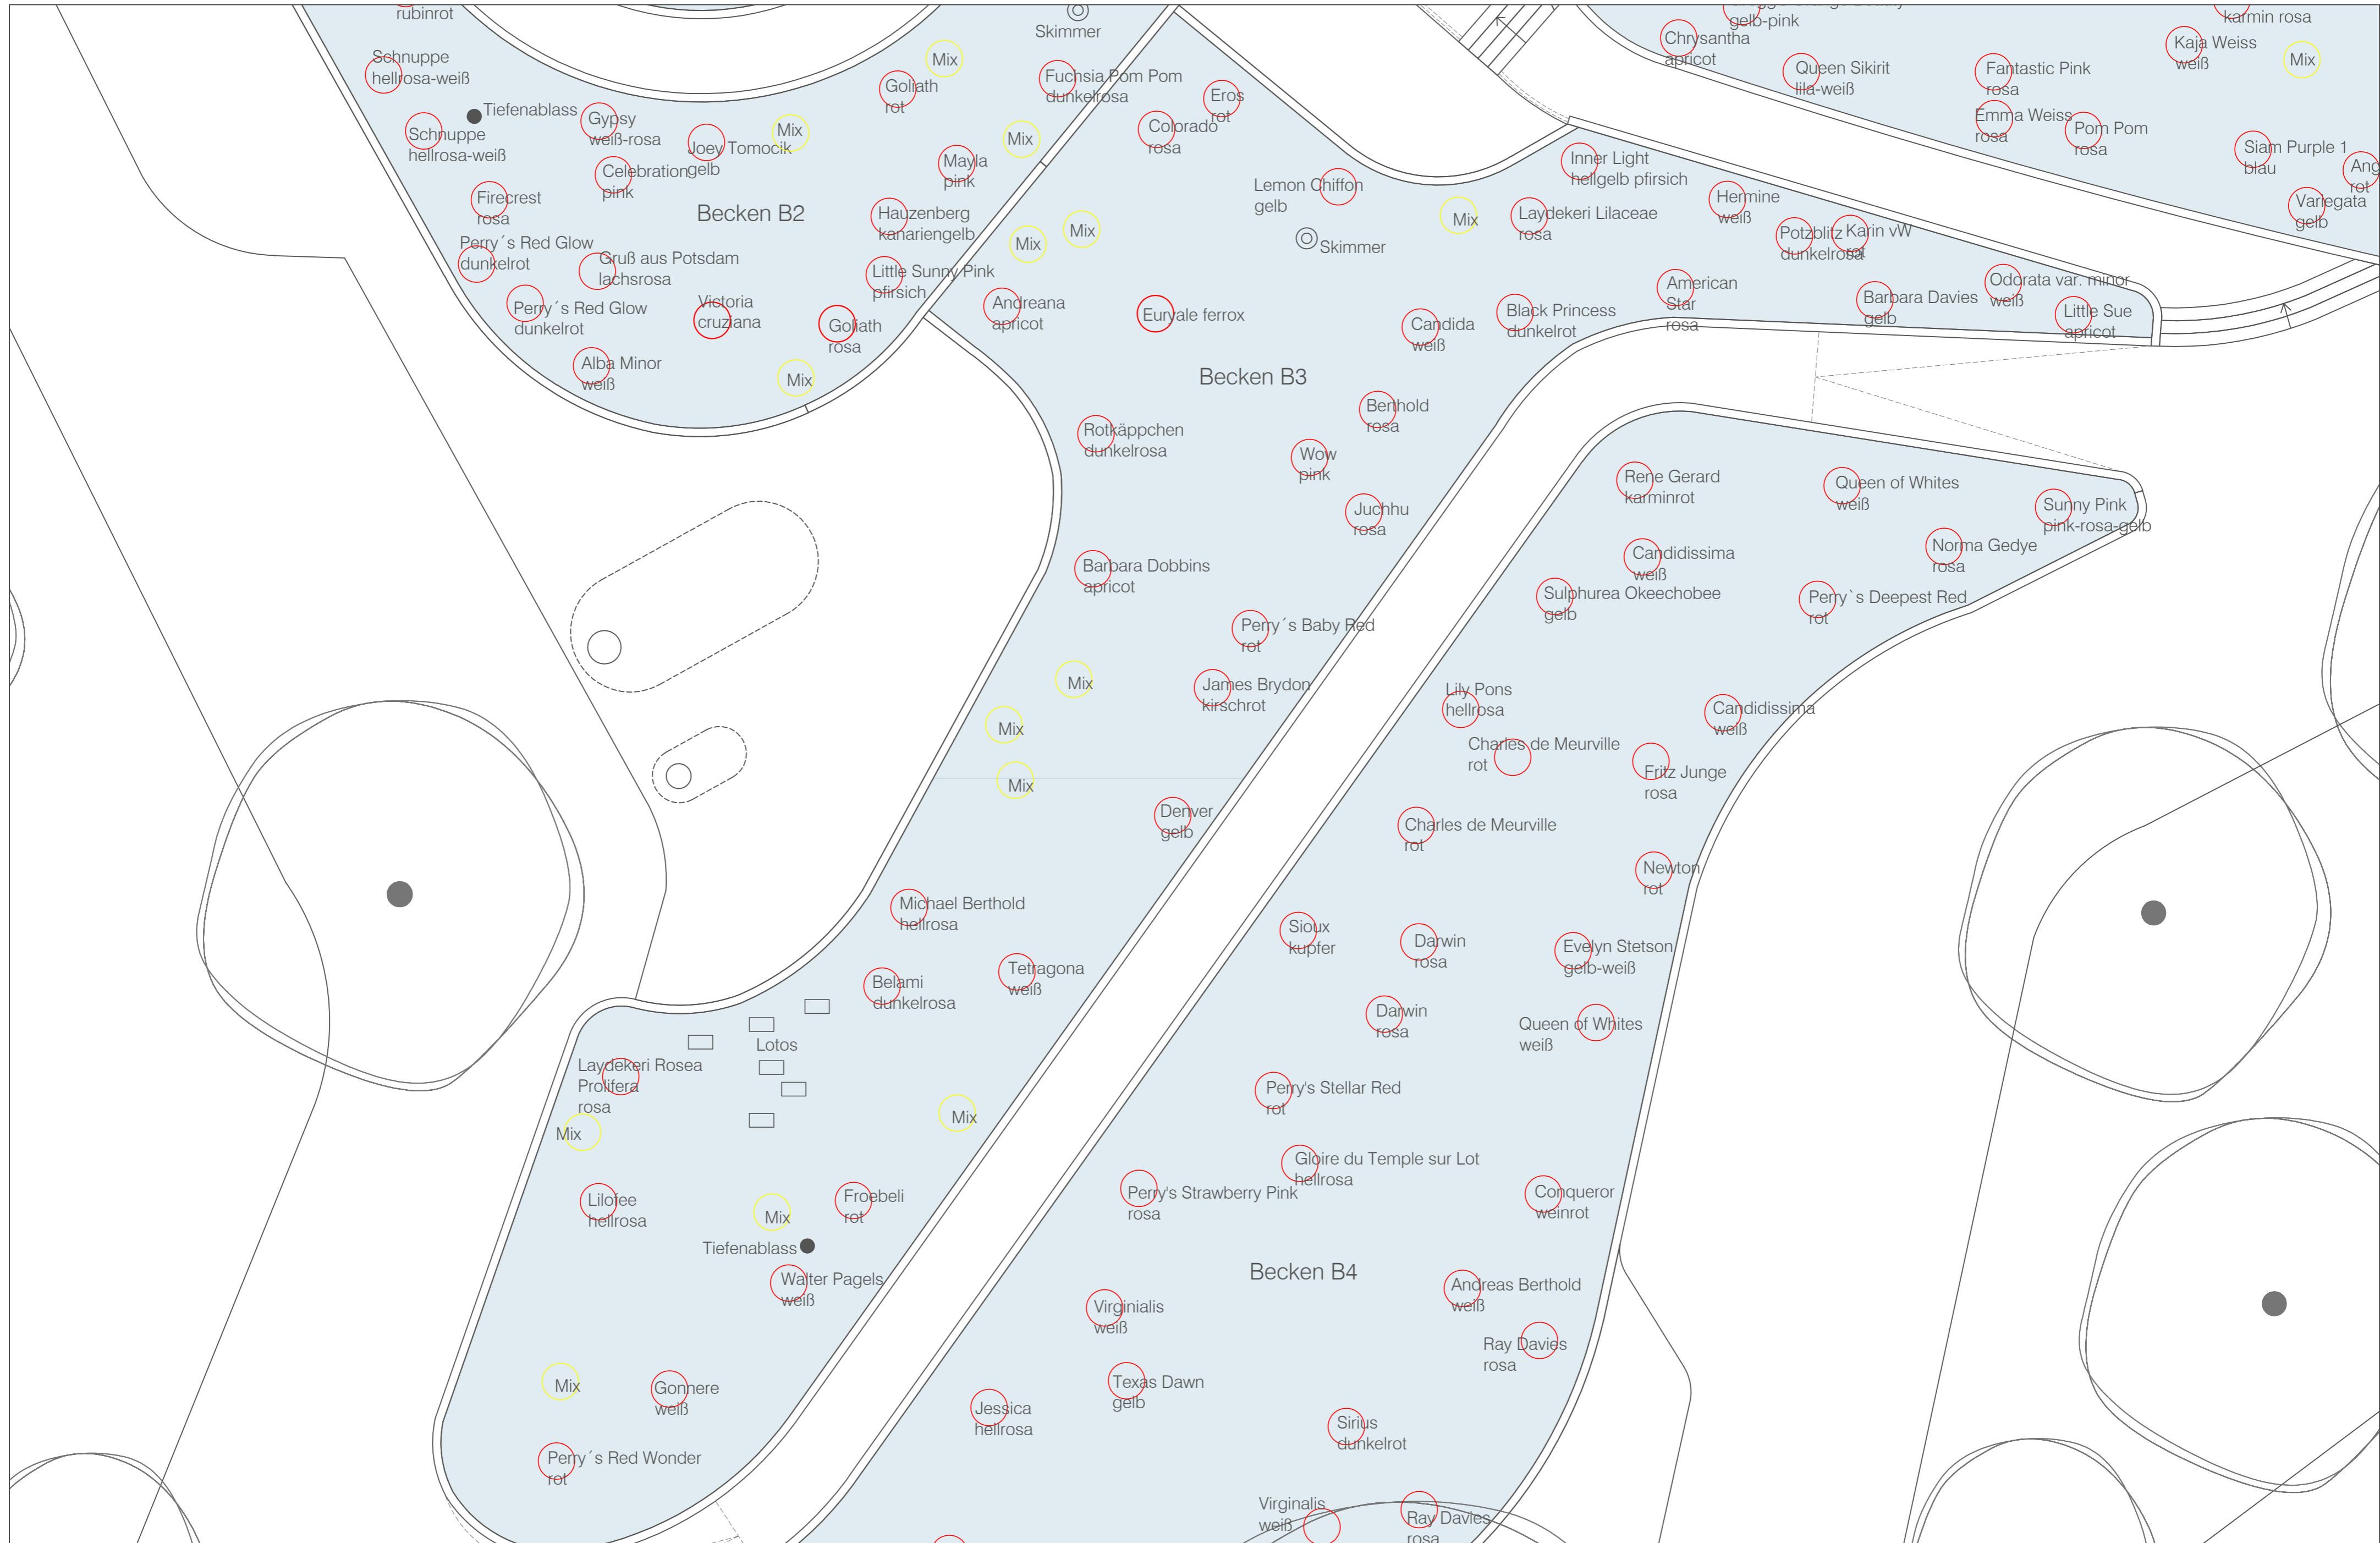 rubinrot
Schnuppe
hellrosa-weiß
Tiefenablass
Schnuppe
hellrosa-weiß
Gypsy
weiß-rosa
Joey Tomocik
gelb
Mix
Celebration
pink
Firecrest
rosa
Becken B2
Perry´s Red Glow
dunkelrot
Gruß aus Potsdam
lachsrosa
Perry´s Red Glow
dunkelrot
Victoria
cruziana
Goliath
rosa
Alba Minor
weiß
Mix
Mix
Goliath
rot
Skimmer
Fuchsia Pom Pom
dunkelrosa
Mix
Mayla
pink
Hauzenberg
kanariengelb
Little Sunny Pink
pfirsich
Eros
rot
Colorado
rosa
Mix
Mix
Lemon Chiffon
gelb
Skimmer
Mix
Andreana
apricot
Euryale ferrox
Inner Light
hellgelb pfirsich
Laydekeri Lilaceae
rosa
Hermine
weiß
Potzblitz
dunkelrosa
Karin vW
rot
American
Star
rosa
Black Princess
dunkelrot
Candida
weiß
Barbara Davies
gelb
Odorata var. minor
weiß
Little Sue
apricot
Becken B3
Berthold
rosa
Rotkäppchen
dunkelrosa
Wow
pink
Juchhu
rosa
Barbara Dobbins
apricot
Perry´s Baby Red
rot
James Brydon
kirschrot
Mix
Mix
Mix
Denver
gelb
Michael Berthold
hellrosa
Belami
dunkelrosa
Tetragona
weiß
Lotos
Laydekeri Rosea
Prolifera
rosa
Mix
Mix
Lilofee
hellrosa
Mix
Froebeli
rot
Tiefenablass
Walter Pagels
weiß
Mix
Gonnere
weiß
Perry´s Red Wonder
rot
gelb-pink
Chrysantha
apricot
Queen Sikirit
lila-weiß
Fantastic Pink
rosa
Emma Weiss
rosa
Pom Pom
rosa
karmin rosa
Kaja Weiss
weiß
Mix
Siam Purple 1
blau
Ang
rot
Variegata
gelb
Rene Gerard
karminrot
Queen of Whites
weiß
Sunny Pink
pink-rosa-gelb
Norma Gedye
rosa
Candidissima
weiß
Sulphurea Okeechobee
gelb
Perry`s Deepest Red
rot
Lily Pons
hellrosa
Candidissima
weiß
Charles de Meurville
rot
Fritz Junge
rosa
Charles de Meurville
rot
Newton
rot
Sioux
kupfer
Darwin
rosa
Evelyn Stetson
gelb-weiß
Darwin
rosa
Queen of Whites
weiß
Perry's Stellar Red
rot
Gloire du Temple sur Lot
hellrosa
Perry's Strawberry Pink
rosa
Conqueror
weinrot
Becken B4
Andreas Berthold
weiß
Virginialis
weiß
Ray Davies
rosa
Texas Dawn
gelb
Jessica
hellrosa
Sirius
dunkelrot
Virginalis
weiß
Ray Davies
rosa